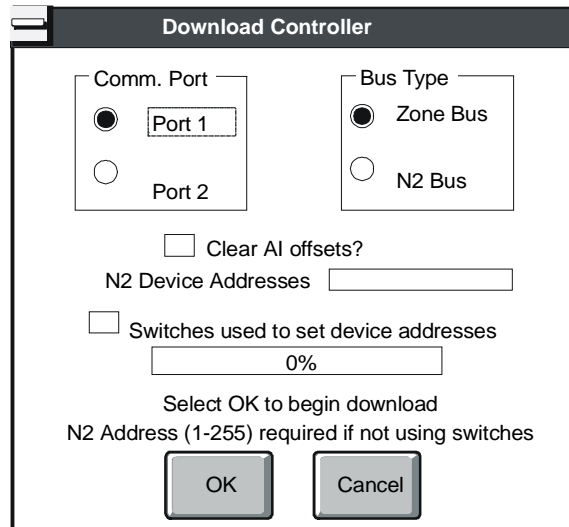 Download Controller
Comm. Port
Bus Type
Port 1
Zone Bus
Port 2
N2 Bus
Clear AI offsets?
N2 Device Addresses
Switches used to set device addresses
0%
Select OK to begin download
N2 Address (1-255) required if not using switches
OK
Cancel